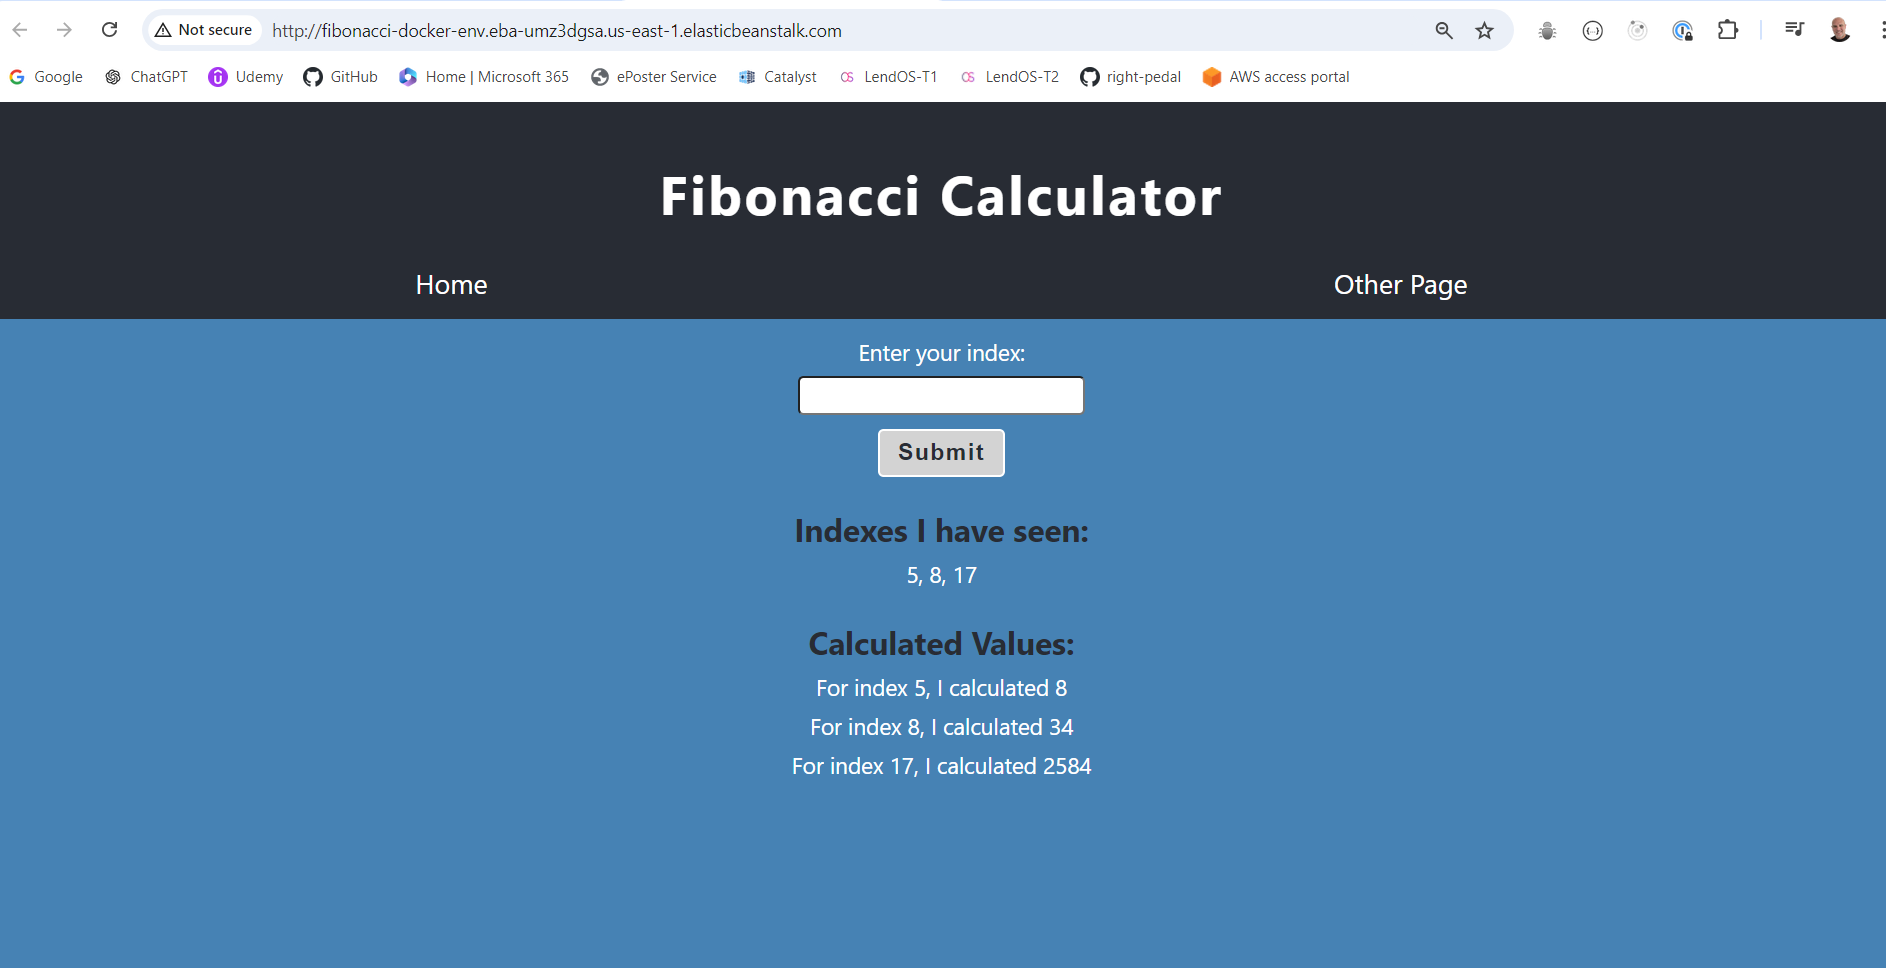 Not secure http://fibonacci-docker-env.eba-umz3dgsa.us-east-1.elasticbeanstalk.com
Google ChatGPT Udemy GitHub Home | Microsoft 365 ePoster Service Catalyst LendOS-T1 LendOS-T2 right-pedal AWS access portal
Fibonacci Calculator
Home Other Page
Enter your index:
Submit
Indexes I have seen:
5, 8, 17
Calculated Values:
For index 5, I calculated 8
For index 8, I calculated 34
For index 17, I calculated 2584